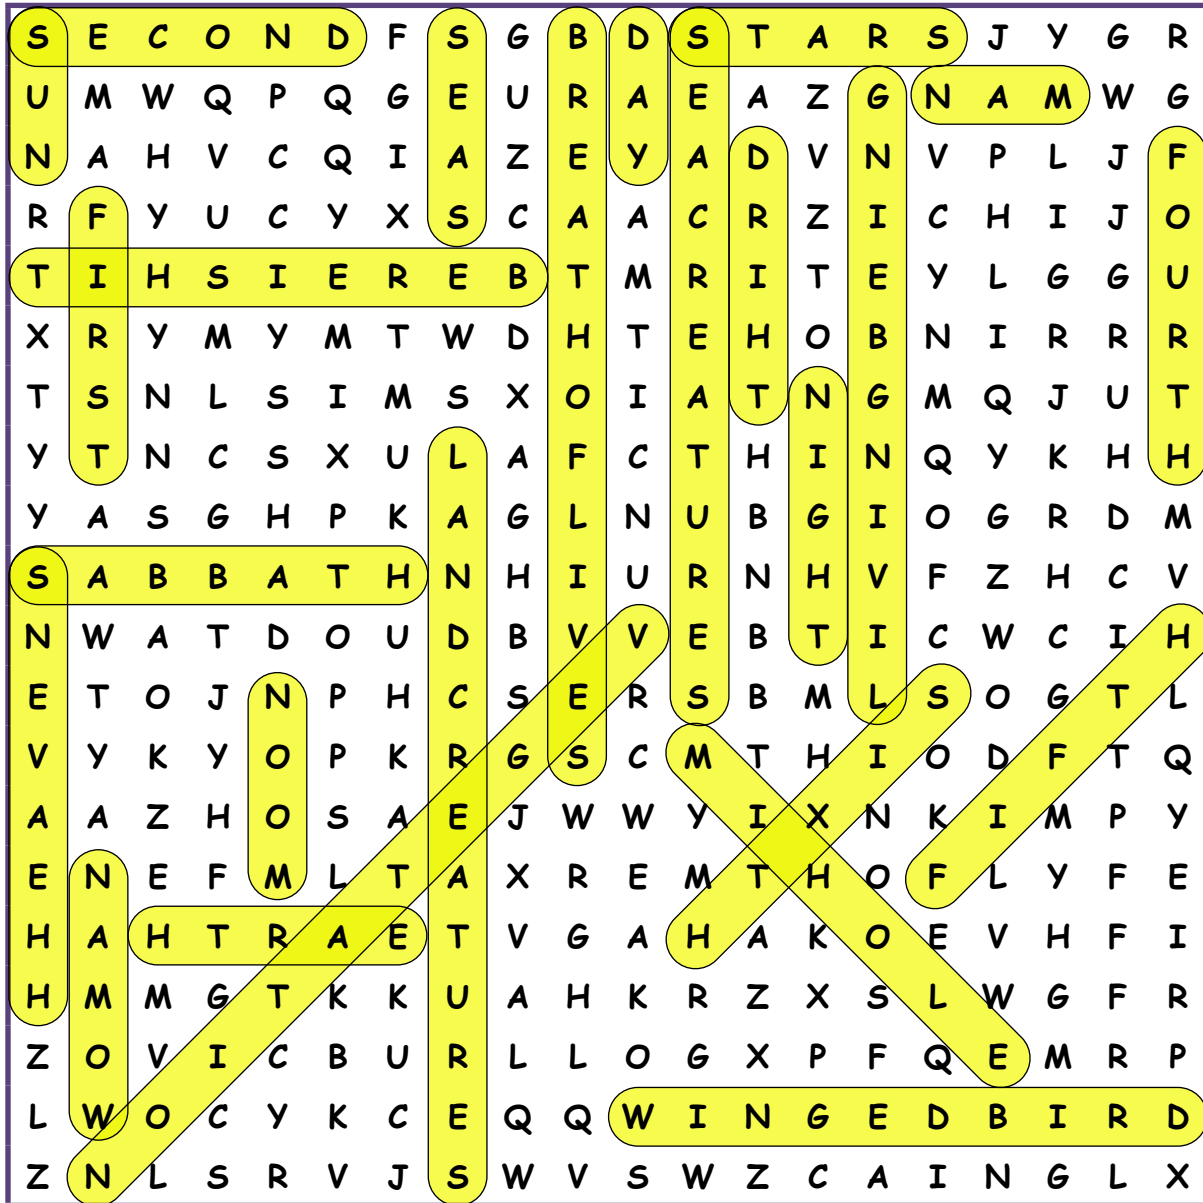 S E C O N D F S G B D S T A R S J Y G R
U M W Q P Q G E U R A E A Z G N A M W G
N A H V C Q I A Z E Y A D V N V P L J F
R F Y U C Y X S C A A C R Z I C H I J O
T I H S I E R E B T M R I T E Y L G G U
X R Y M Y M T W D H T E H O B N I R R R
T S N L S I M S X O I A T N G M Q J U T
Y T N C S X U L A F C T H I N Q Y K H H
Y A S G H P K A G L N U B G I O G R D M
S A B B A T H N H I U R N H V F Z H C V
N W A T D O U D B V V E B T I C W C I H
E T O J N P H C S E R S B M L S O G T L
V Y K Y O P K R G S C M T H I O D F T Q
A A Z H O S A E J W W Y I X N K I M P Y
E N E F M L T A X R E M T H O F L Y F E
H A H T R A E T V G A H A K O E V H F I
H M M G T K K U A H K R Z X S L W G F R
Z O V I C B U R L L O G X P F Q E M R P
L W O C Y K C E Q Q W I N G E D B I R D
Z N L S R V J S W V S W Z C A I N G L X